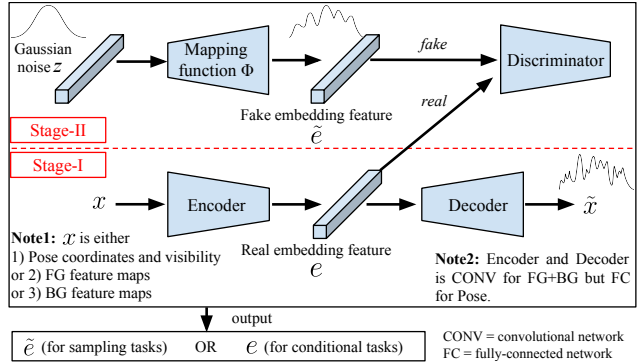 Gaussian
noise z
Mapping
function Φ
fake
Discriminator
real
Fake embedding feature
ẽ
Stage-II
Stage-I
x
Encoder
Decoder
x̃
Real embedding feature
e
Note1: x is either
1) Pose coordinates and visibility
or 2) FG feature maps
or 3) BG feature maps
Note2: Encoder and Decoder
is CONV for FG+BG but FC
for Pose.
output
ẽ (for sampling tasks) OR e (for conditional tasks)
CONV = convolutional network
FC = fully-connected network